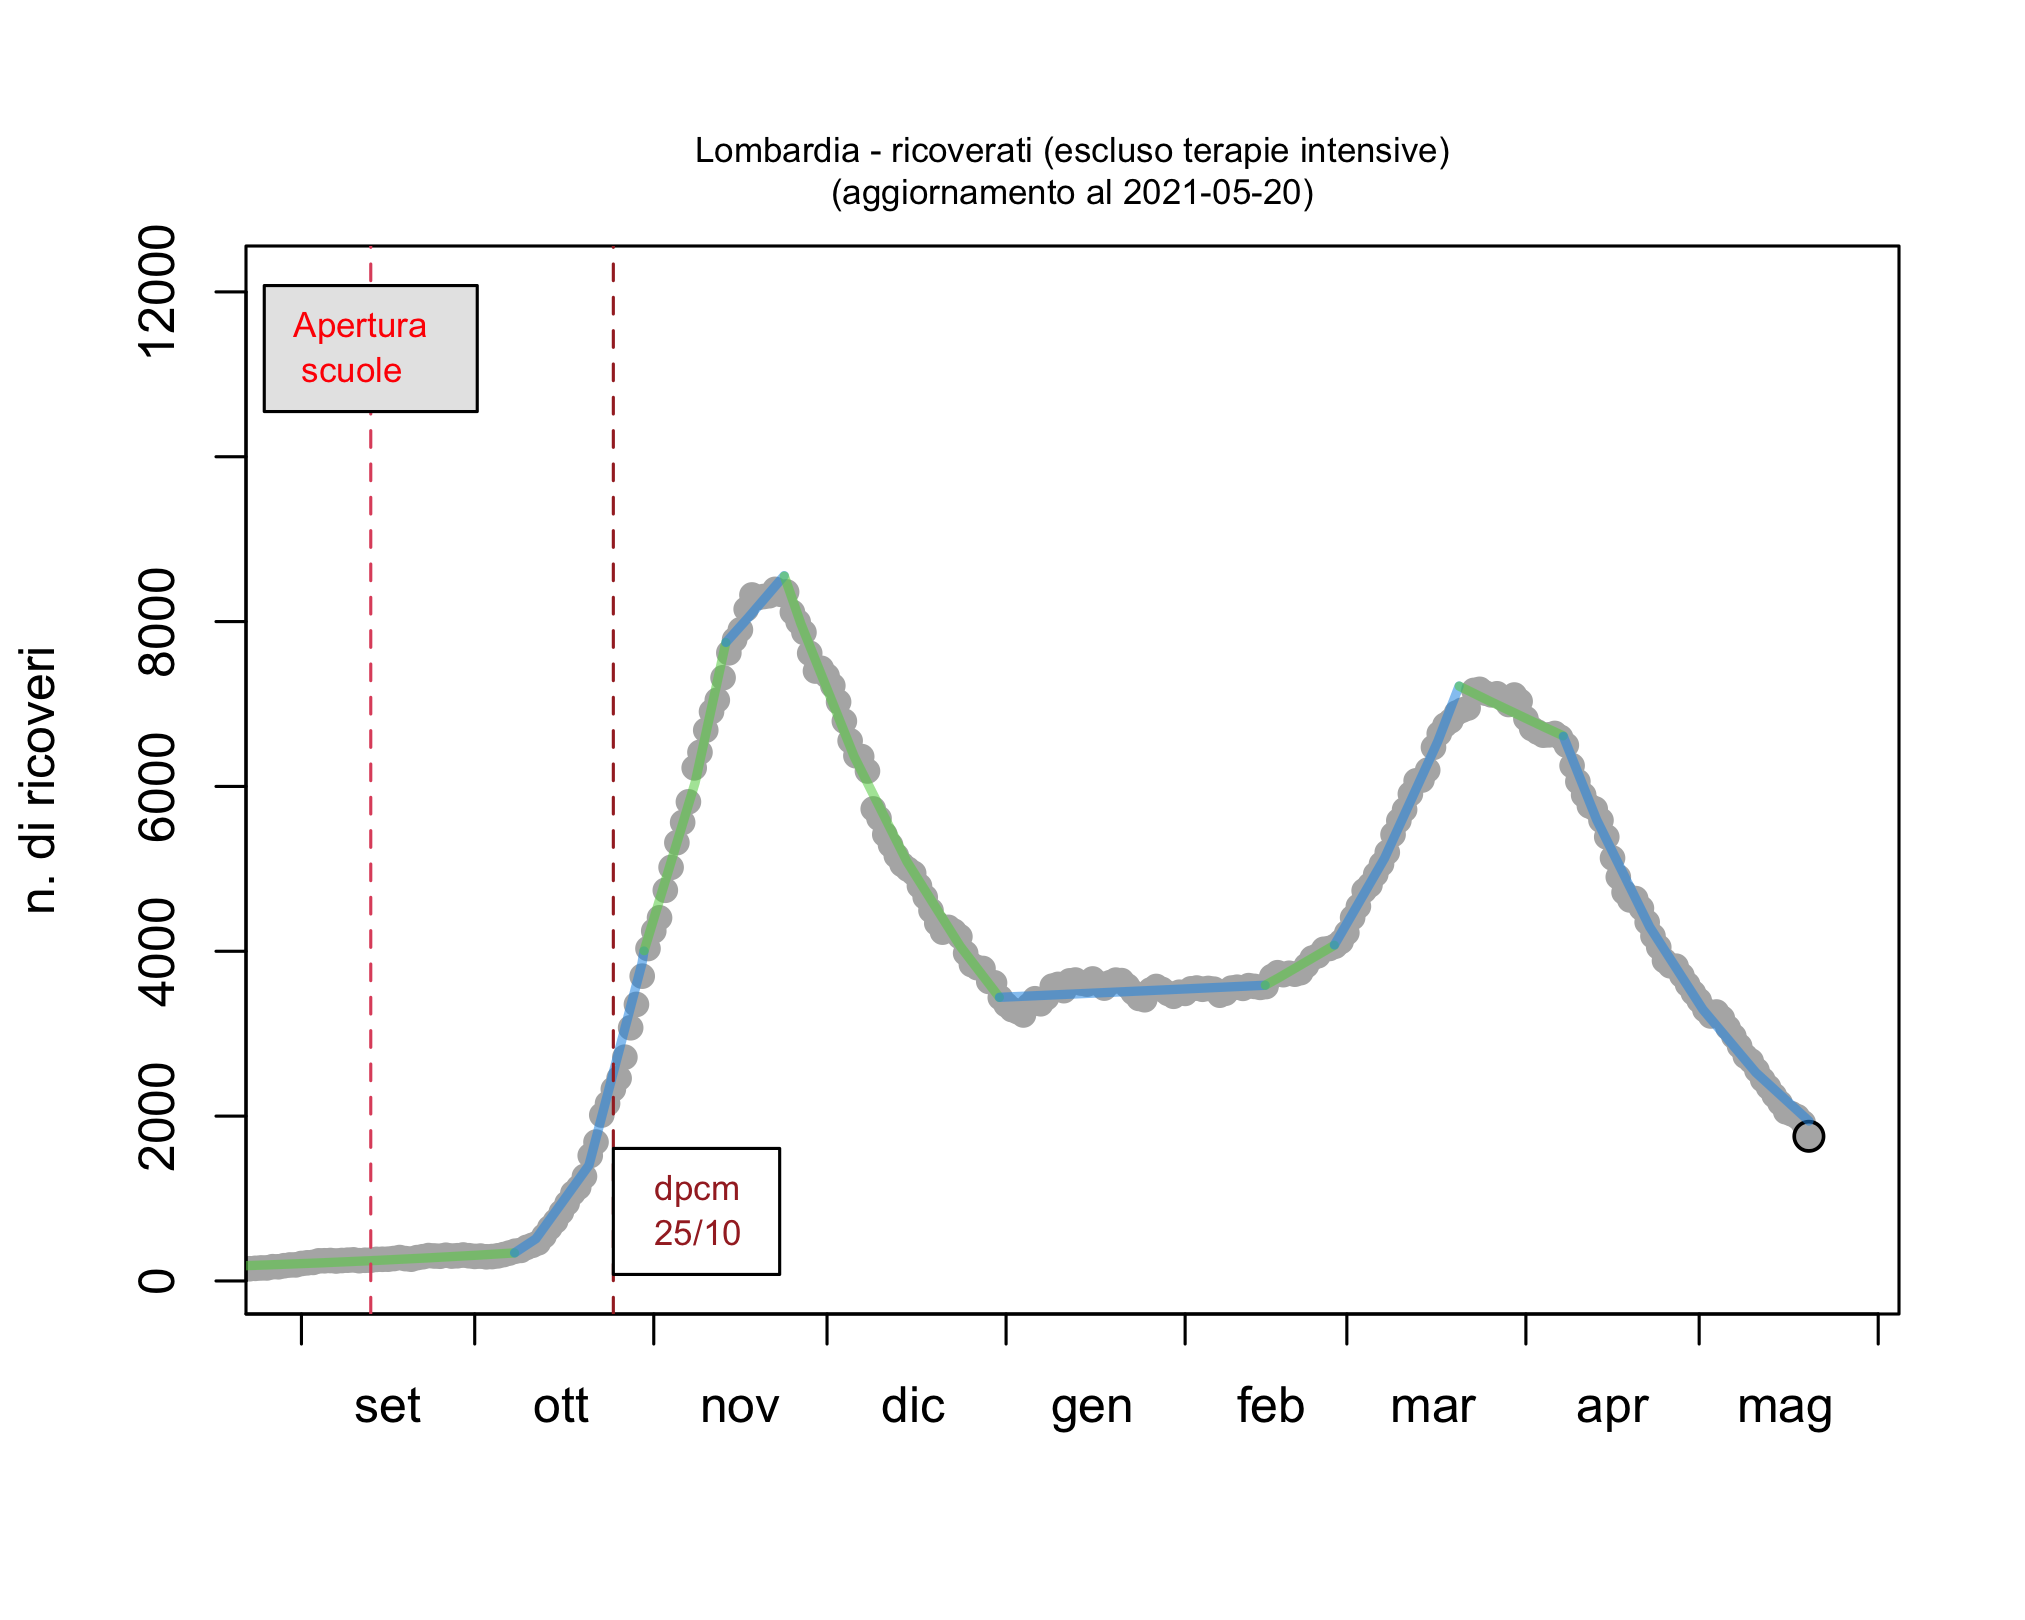 Lombardia - ricoverati (escluso terapie intensive)
(aggiornamento al 2021-05-20)
n. di ricoveri
12000
8000
6000
4000
2000
0
Apertura
scuole
dpcm
25/10
set ott nov dic gen feb mar apr mag